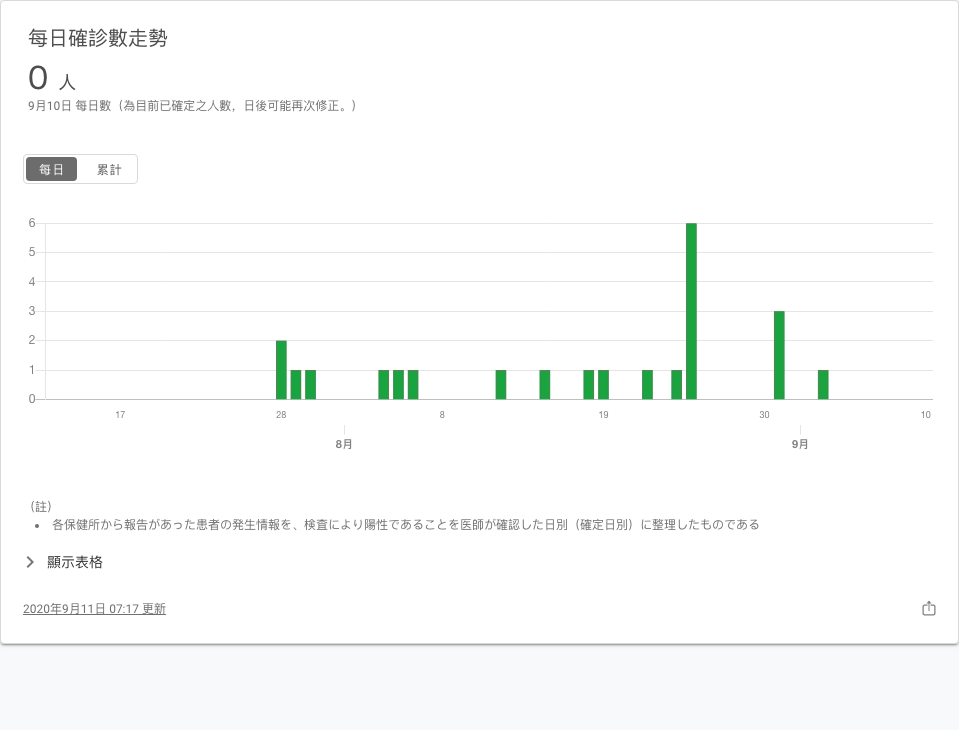 每日確診數走勢
0 人
9月10日 每日數（為目前已確定之人數，日後可能再次修正。）
每日 累計
6
5
4
3
2
1
0
17 28 8 19 30 10
8月 9月
（註）
• 各保健所から報告があった患者の発生情報を、検査により陽性であることを医師が確認した日別（確定日別）に整理したものである
顯示表格
2020年9月11日 07:17 更新